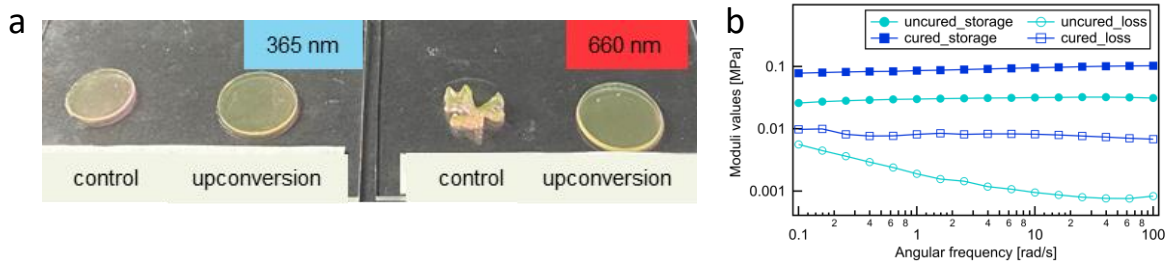 a
365 nm
660 nm
control
upconversion
control
upconversion
b
uncured_storage
uncured_loss
cured_storage
cured_loss
Moduli values [MPa]
0.1
0.01
0.001
0.1
2
4
6
8
1
2
4
6
8
10
2
4
6
8
100
Angular frequency [rad/s]